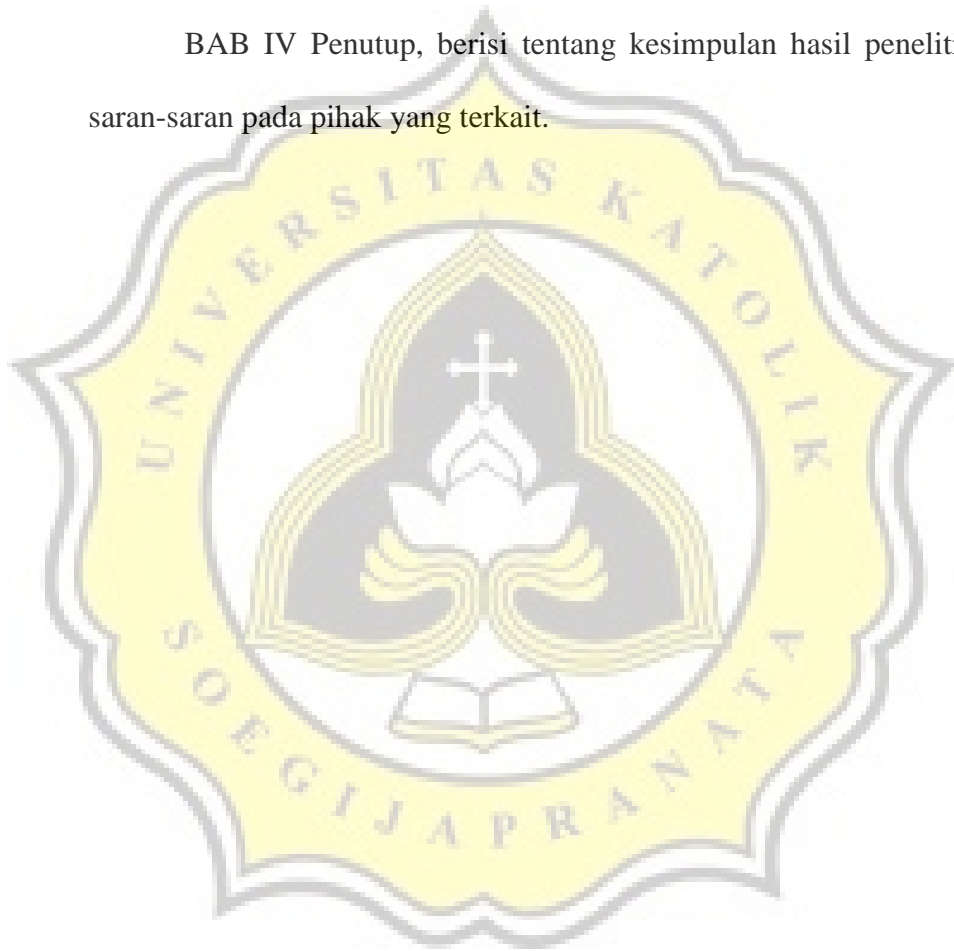 BAB IV Penutup, berisi tentang kesimpulan hasil penelit
saran-saran pada pihak yang terkait.
UNIVERSITAS KATOLIK
SOEGIJAPRANATA